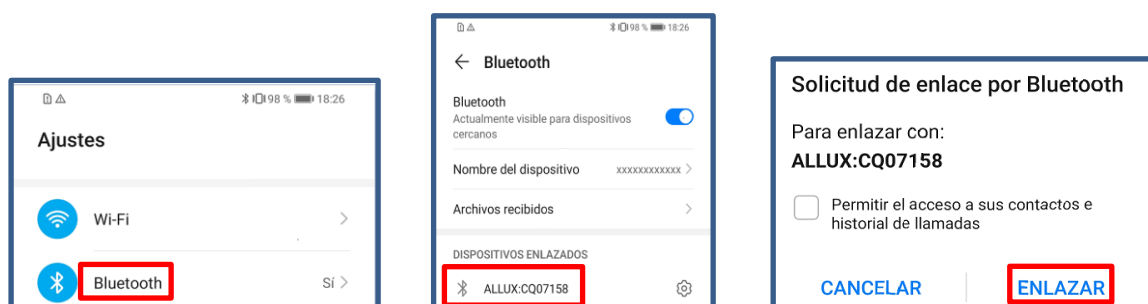 98 % 18:26
Ajustes
Wi-Fi
Bluetooth Sí
98 % 18:26
Bluetooth
Bluetooth
Actualmente visible para dispositivos
cercanos
Nombre del dispositivo xxxxxxxxxxxx
Archivos recibidos
DISPOSITIVOS ENLAZADOS
ALLUX:CQ07158
Solicitud de enlace por Bluetooth
Para enlazar con:
ALLUX:CQ07158
Permitir el acceso a sus contactos e
historial de llamadas
CANCELAR ENLAZAR